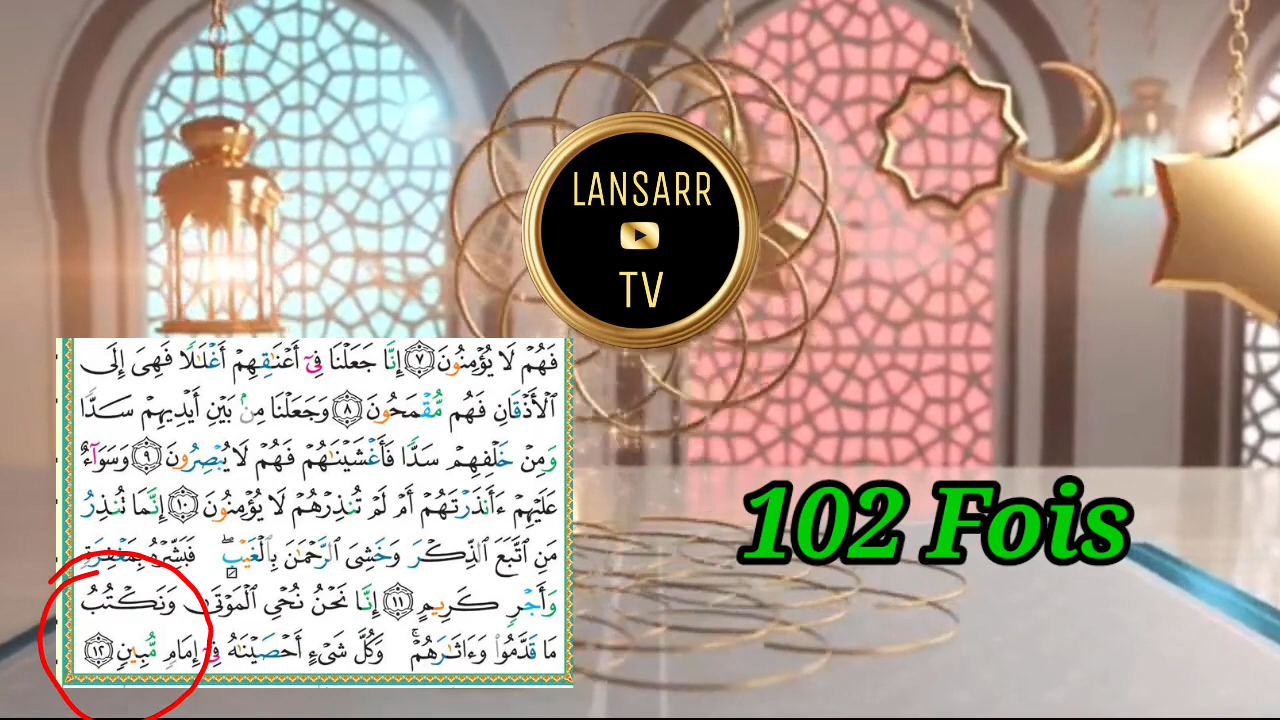 LANSARR
TV
فَهُمْ لَا يُؤْمِنُونَ ٧ إِنَّا جَعَلْنَا فِىٓ أَعْنَـٰقِهِمْ أَغْلَـٰلًا فَهِىَ إِلَى
ٱلْأَذْقَانِ فَهُم مُّقْمَحُونَ ٨ وَجَعَلْنَا مِنۢ بَيْنِ أَيْدِيهِمْ سَدًّا
وَمِنْ خَلْفِهِمْ سَدًّا فَأَغْشَيْنَـٰهُمْ فَهُمْ لَا يُبْصِرُونَ ٩ وَسَوَآءٌ
عَلَيْهِمْ ءَأَنذَرْتَهُمْ أَمْ لَمْ تُنذِرْهُمْ لَا يُؤْمِنُونَ ١٠ إِنَّمَا تُنذِرُ
مَنِ ٱتَّبَعَ ٱلذِّكْرَ وَخَشِىَ ٱلرَّحْمَـٰنَ بِٱلْغَيْبِ ۖ فَبَشِّرْهُ بِمَغْفِرَةٍ
وَأَجْرٍ كَرِيمٍ ١١ إِنَّا نَحْنُ نُحْىِ ٱلْمَوْتَىٰ وَنَكْتُبُ
مَا قَدَّمُوا۟ وَءَاثَـٰرَهُمْ ۚ وَكُلَّ شَىْءٍ أَحْصَيْنَـٰهُ فِىٓ إِمَامٍ مُّبِينٍ ١٢
102 Fois